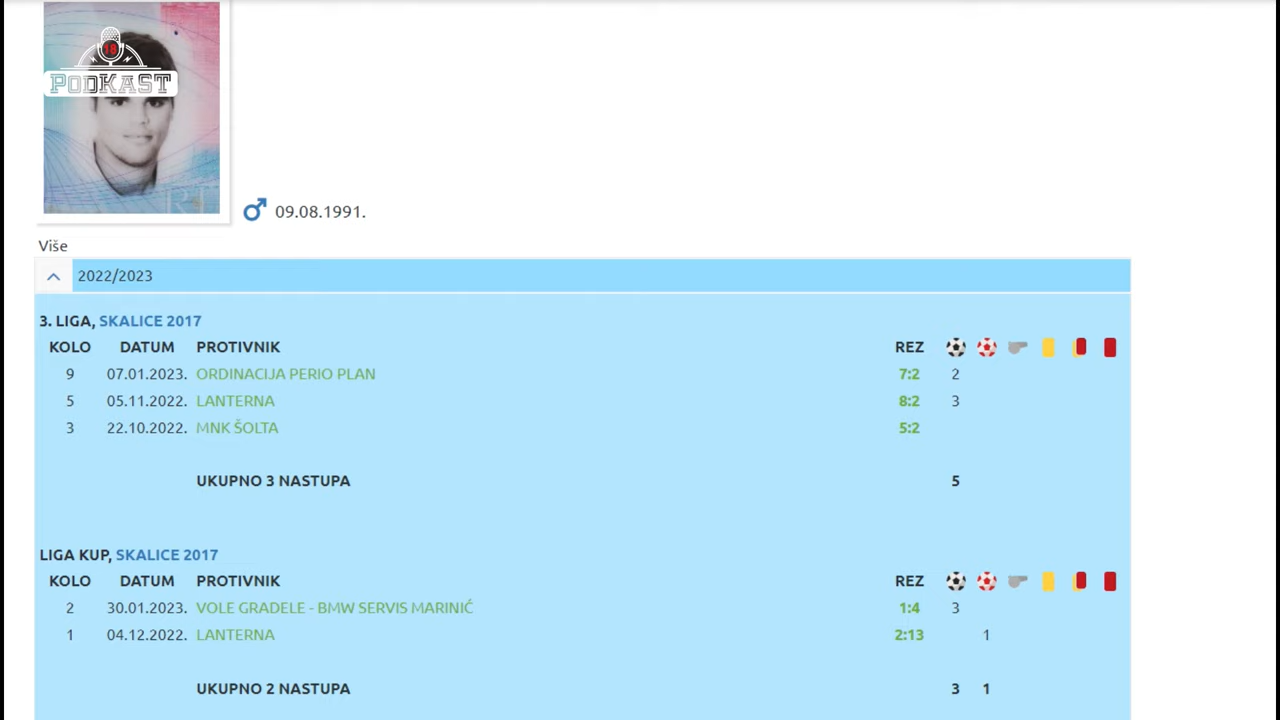 18
PODKAST
09.08.1991.
Više
2022/2023
3. LIGA, SKALICE 2017
KOLO DATUM PROTIVNIK REZ
9 07.01.2023. ORDINACIJA PERIO PLAN 7:2 2
5 05.11.2022. LANTERNA 8:2 3
3 22.10.2022. MNK ŠOLTA 5:2
UKUPNO 3 NASTUPA 5
LIGA KUP, SKALICE 2017
KOLO DATUM PROTIVNIK REZ
2 30.01.2023. VOLE GRADELE - BMW SERVIS MARINIĆ 1:4 3
1 04.12.2022. LANTERNA 2:13 1
UKUPNO 2 NASTUPA 3 1